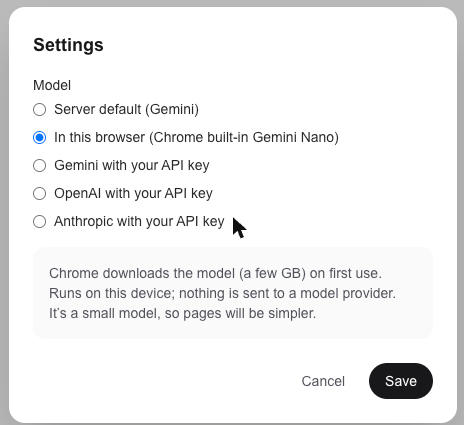 Settings
Model
Server default (Gemini)
In this browser (Chrome built-in Gemini Nano)
Gemini with your API key
OpenAI with your API key
Anthropic with your API key
Chrome downloads the model (a few GB) on first use.
Runs on this device; nothing is sent to a model provider.
It’s a small model, so pages will be simpler.
Cancel
Save